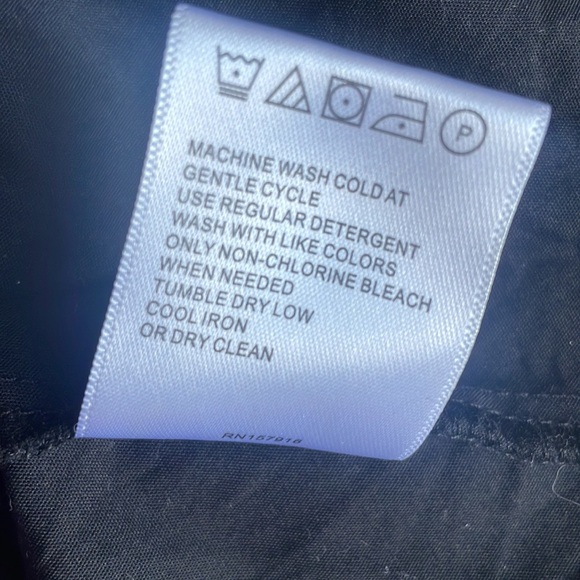 P
MACHINE WASH COLD AT
GENTLE CYCLE
USE REGULAR DETERGENT
WASH WITH LIKE COLORS
ONLY NON-CHLORINE BLEACH
WHEN NEEDED
TUMBLE DRY LOW
COOL IRON
OR DRY CLEAN